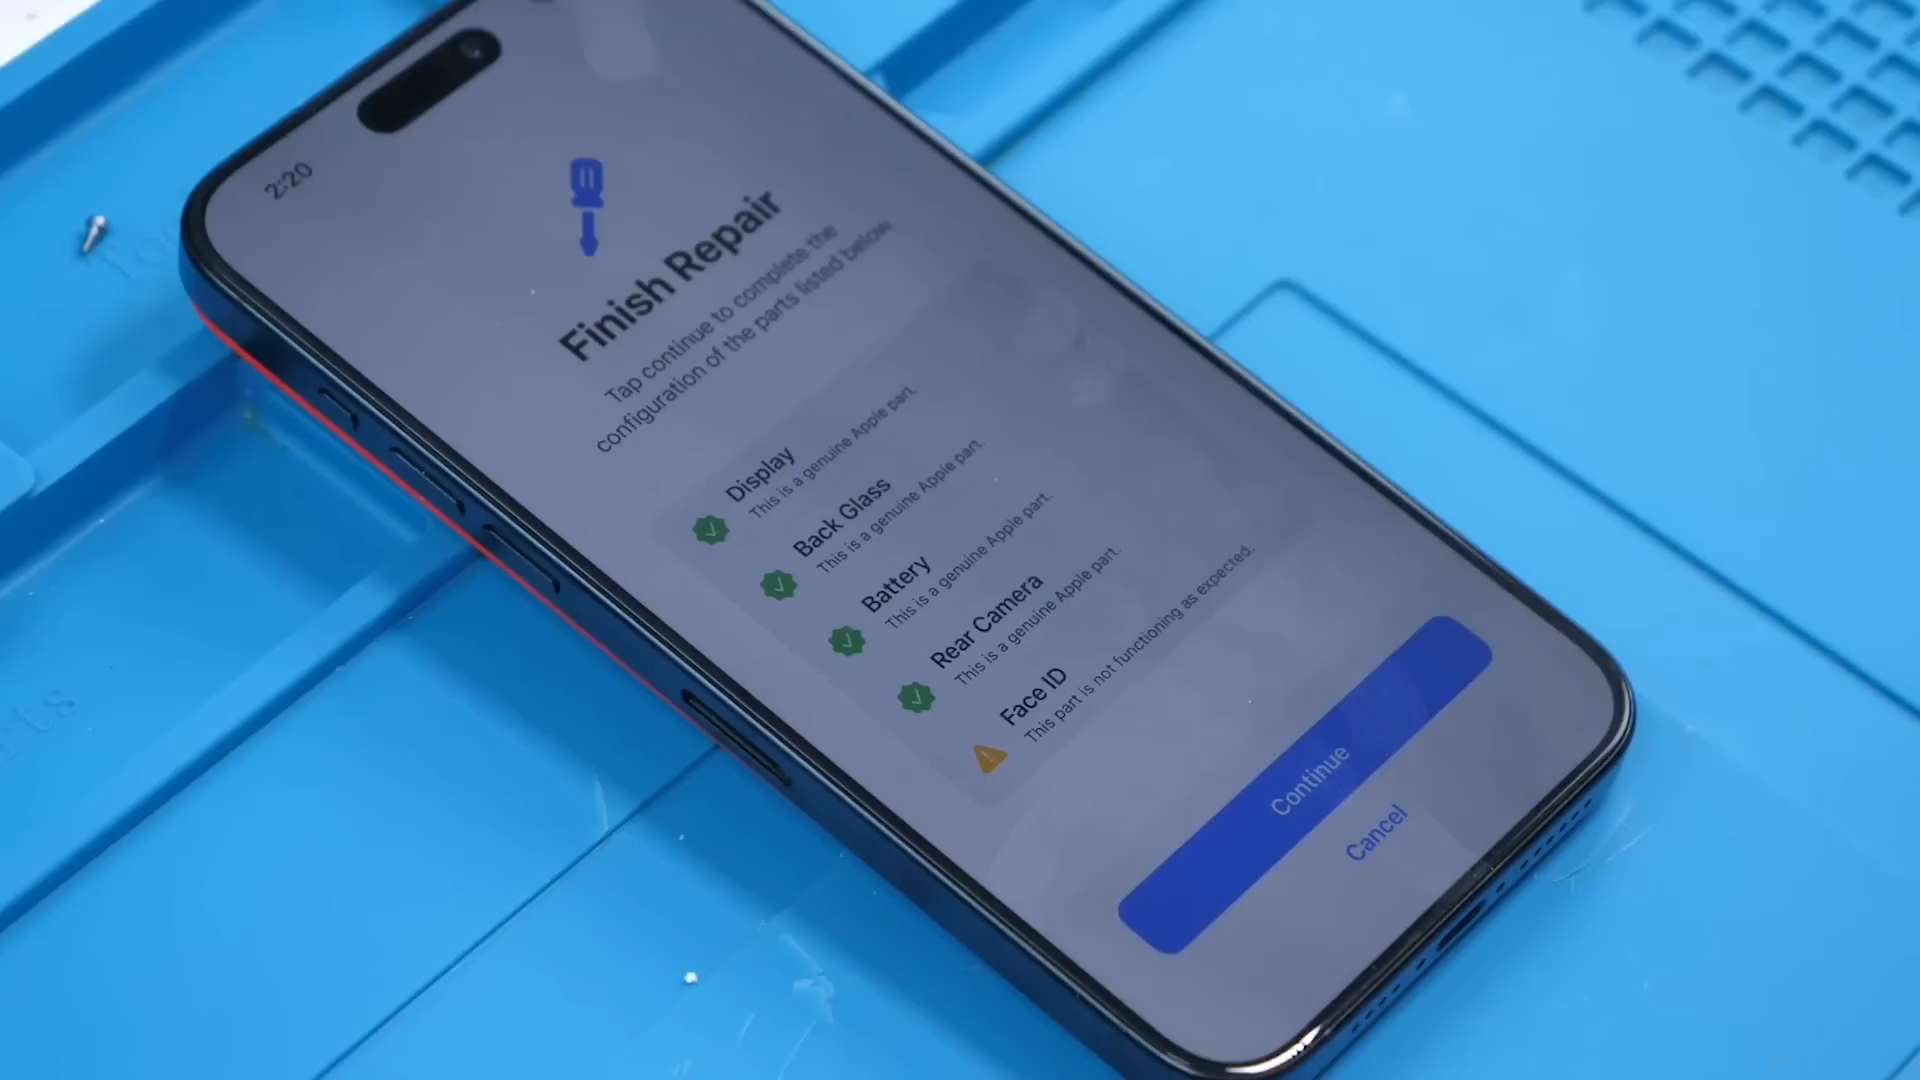 2:20
Finish Repair
Tap continue to complete the
configuration of the parts listed below.
Display
This is a genuine Apple part.
Back Glass
This is a genuine Apple part.
Battery
This is a genuine Apple part.
Rear Camera
This is a genuine Apple part.
Face ID
This part is not functioning as expected.
Continue
Cancel